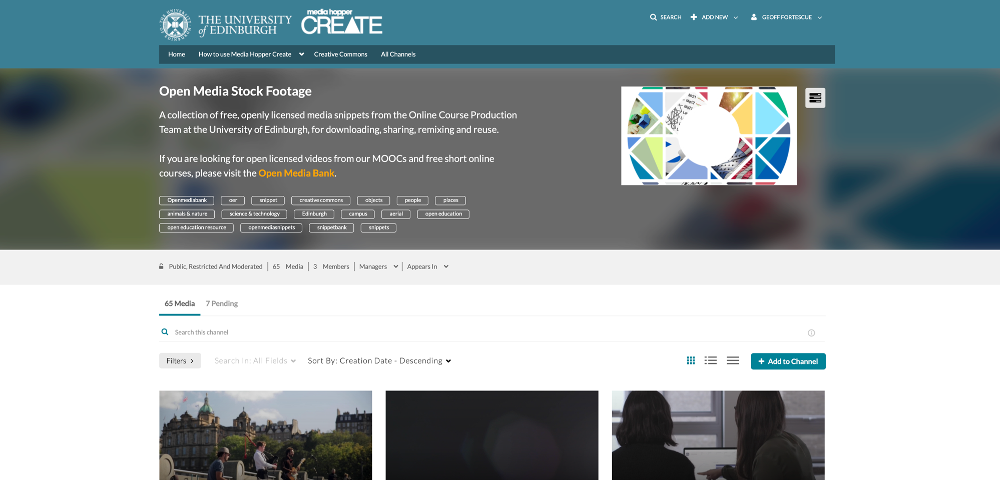 THE UNIVERSITY
of EDINBURGH
media hopper
CREATE
SEARCH
ADD NEW
GEOFF FORTESCUE
Home
How to use Media Hopper Create
Creative Commons
All Channels
Open Media Stock Footage
A collection of free, openly licensed media snippets from the Online Course Production
Team at the University of Edinburgh, for downloading, sharing, remixing and reuse.
If you are looking for open licensed videos from our MOOCs and free short online
courses, please visit the Open Media Bank.
Mr21
Mq12
Mq21
Openmediabank
oer
snippet
creative commons
objects
people
places
animals & nature
science & technology
Edinburgh
campus
aerial
open education
open education resource
openmediasnippets
snippetbank
snippets
Public, Restricted And Moderated
65 Media
3 Members
Managers
Appears In
65 Media
7 Pending
Search this channel
Filters
Search In: All Fields
Sort By: Creation Date - Descending
Add to Channel